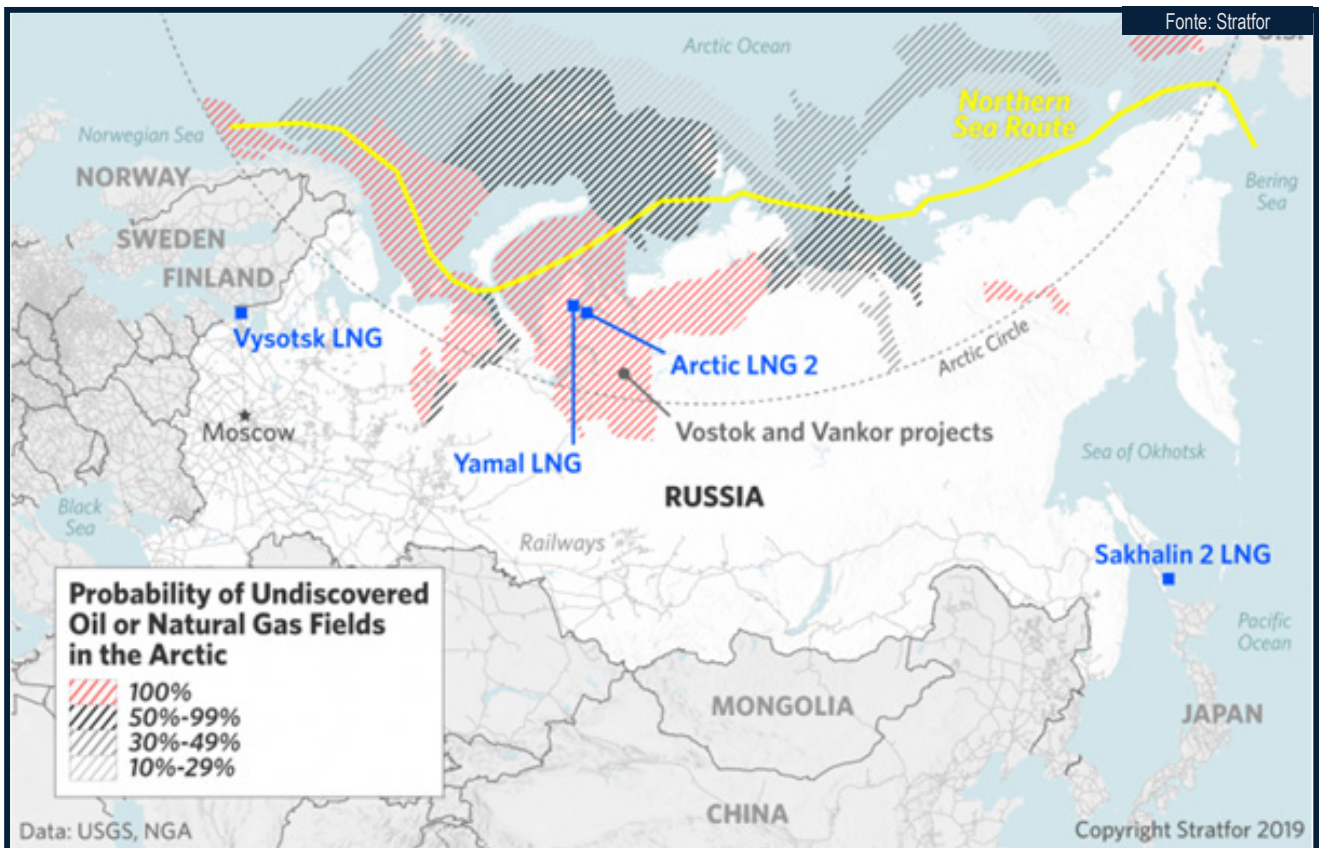 Fonte: Stratfor
U.S.
Arctic Ocean
Northern
Sea Route
Norwegian Sea
NORWAY
Bering
Sea
SWEDEN
FINLAND
Vysotsk LNG
Arctic Circle
Arctic LNG 2
Moscow
Vostok and Vankor projects
Yamal LNG
Sea of Okhotsk
RUSSIA
Black
Sea
Railways
Sakhalin 2 LNG
Probability of Undiscovered
Oil or Natural Gas Fields
in the Arctic
100%
50%-99%
30%-49%
10%-29%
Pacific
Ocean
MONGOLIA
JAPAN
CHINA
Data: USGS, NGA
Copyright Stratfor 2019